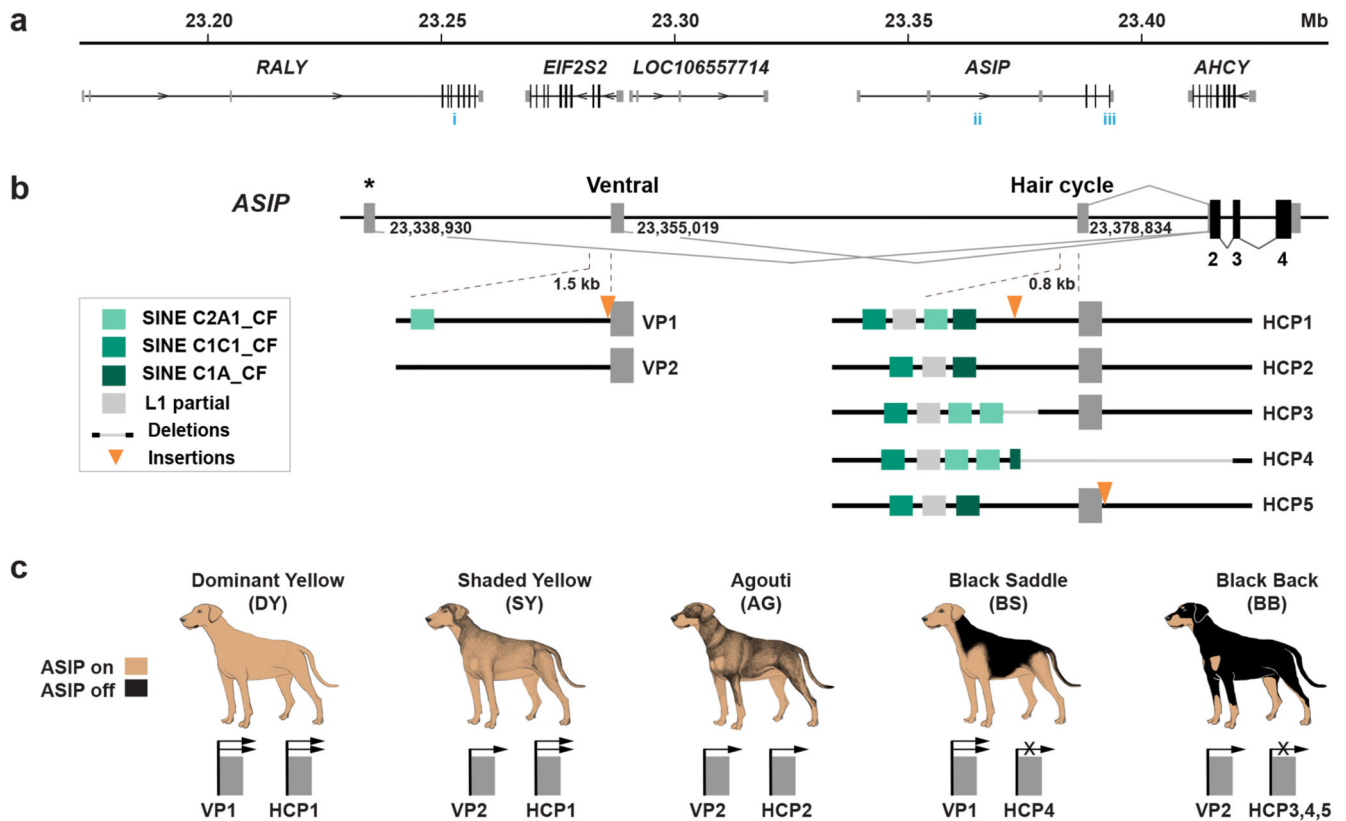 a
23.20 23.25 23.30 23.35 23.40 Mb
RALY EIF2S2 LOC106557714 ASIP AHCY
i ii iii
b
* Ventral Hair cycle
ASIP
23,338,930 23,355,019 23,378,834
2 3 4
1.5 kb 0.8 kb
SINE C2A1_CF
SINE C1C1_CF
SINE C1A_CF
L1 partial
Deletions
Insertions
VP1
VP2
HCP1
HCP2
HCP3
HCP4
HCP5
c
Dominant Yellow
(DY)
Shaded Yellow
(SY)
Agouti
(AG)
Black Saddle
(BS)
Black Back
(BB)
ASIP on
ASIP off
X X
VP1 HCP1 VP2 HCP1 VP2 HCP2 VP1 HCP4 VP2 HCP3,4,5